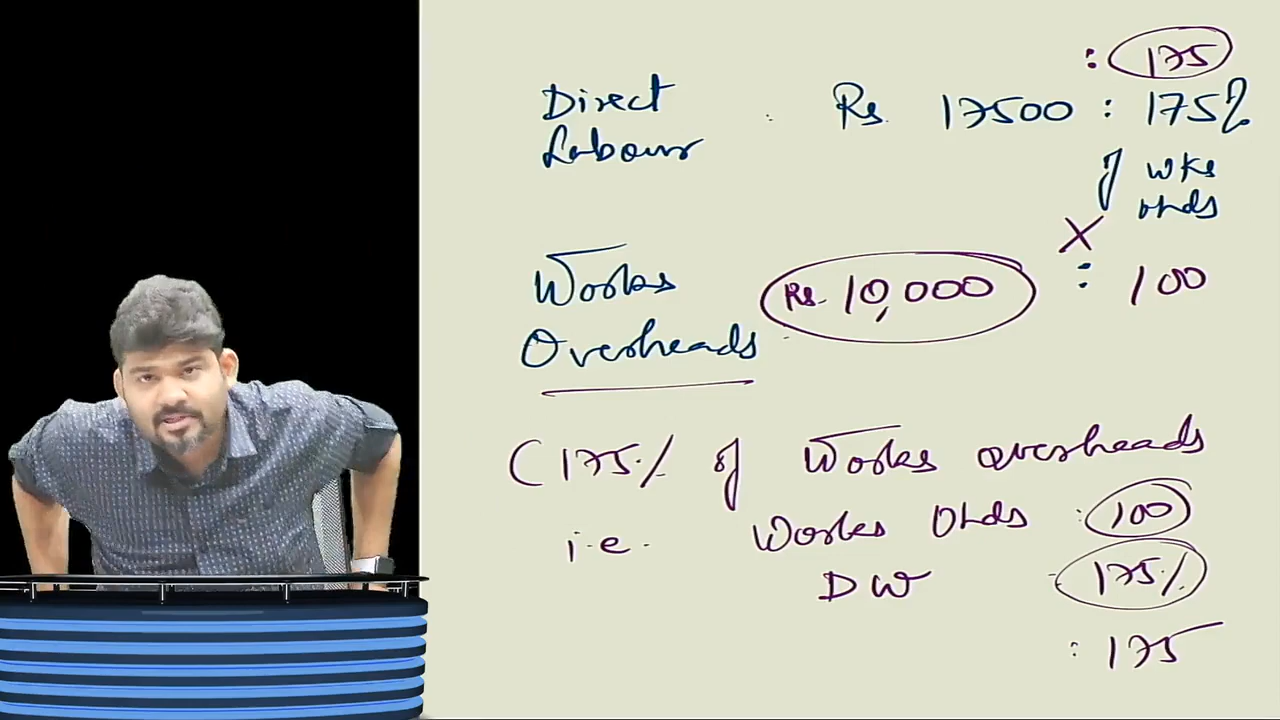 : 175
Direct Labour : Rs. 17500 : 175%
of wks ohds
X
Works Overheads Rs. 10,000 : 100
(175% of Works overheads
i.e. Works Ohds : 100
DW - 175%
: 175